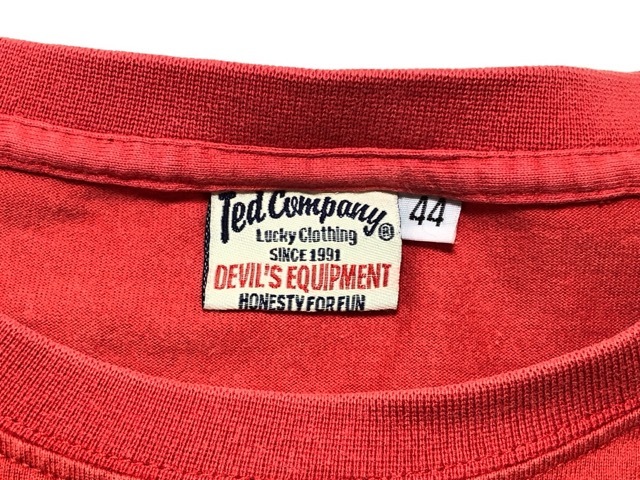 Ted Company®
44
Lucky Clothing
SINCE 1991
DEVIL'S EQUIPMENT
HONESTY FOR FUN